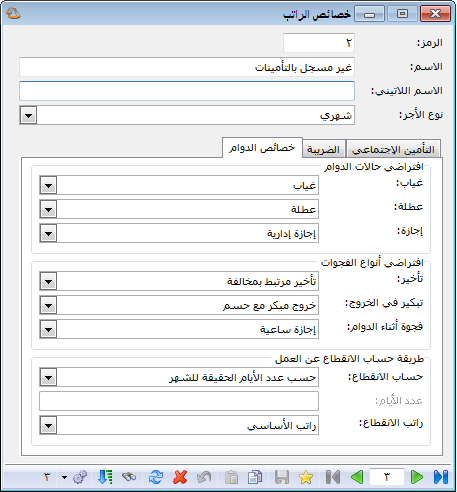 خصائص الراتب
الرمز: ٢
الاسم: غير مسجل بالتأمينات
الاسم اللاتيني:
نوع الأجر: شهري
التأمين الإجتماعي الضريبة خصائص الدوام
افتراضي حالات الدوام
غياب: غياب
عطلة: عطلة
إجازة: إجازة إدارية
افتراضي أنواع الفجوات
تأخير: تأخير مرتبط بمخالفة
تبكير في الخروج: خروج مبكر مع حسم
فجوة أثناء الدوام: إجازة ساعية
طريقة حساب الانقطاع عن العمل
حساب الانقطاع: حسب عدد الأيام الحقيقة للشهر
عدد الأيام:
راتب الانقطاع: راتب الأساسي
٣ ٣